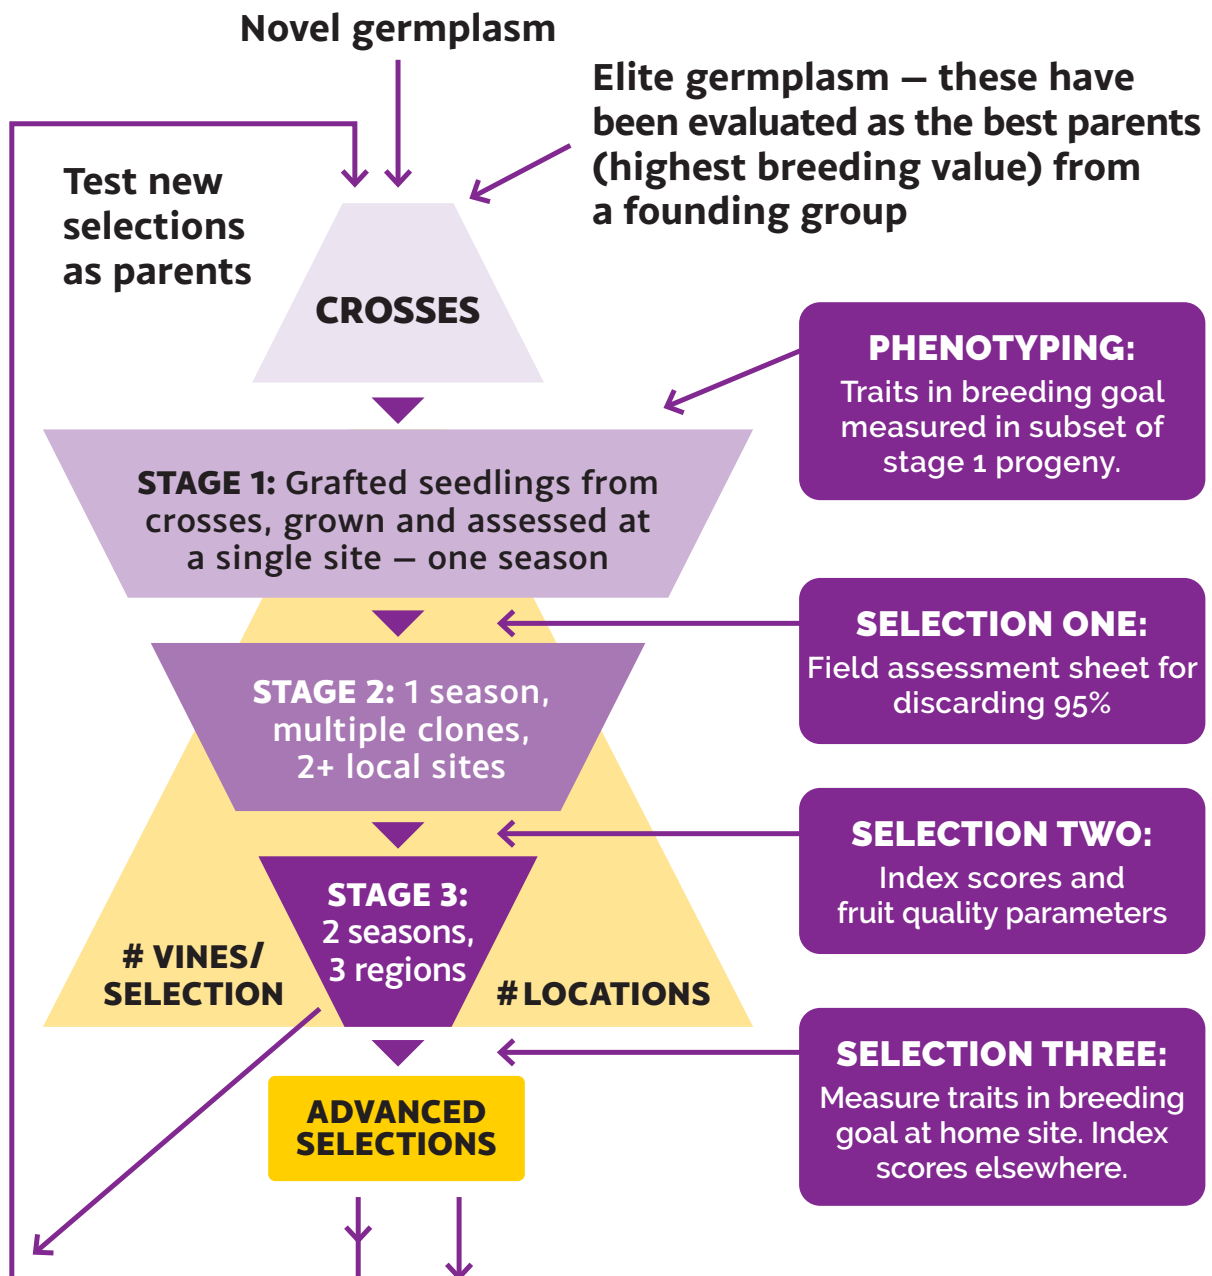 Novel germplasm
Elite germplasm – these have
been evaluated as the best parents
(highest breeding value) from
a founding group
Test new
selections
as parents
CROSSES
PHENOTYPING:
Traits in breeding goal
measured in subset of
stage 1 progeny.
STAGE 1: Grafted seedlings from
crosses, grown and assessed at
a single site – one season
SELECTION ONE:
Field assessment sheet for
discarding 95%
STAGE 2: 1 season,
multiple clones,
2+ local sites
SELECTION TWO:
Index scores and
fruit quality parameters
STAGE 3:
2 seasons,
3 regions
# VINES/
SELECTION
#LOCATIONS
SELECTION THREE:
Measure traits in breeding
goal at home site. Index
scores elsewhere.
ADVANCED
SELECTIONS